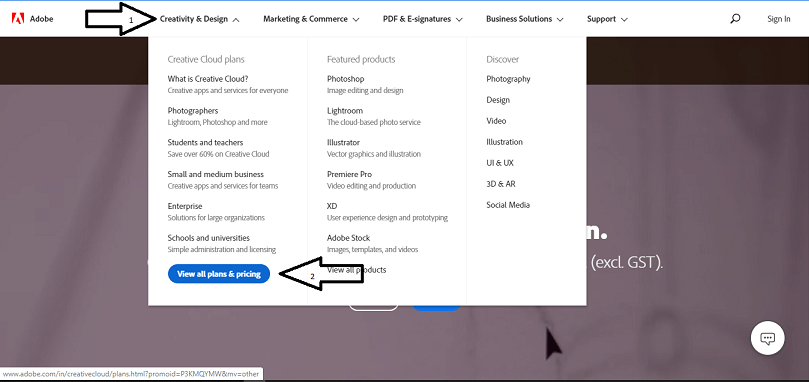 Adobe
1
Creativity & Design
Marketing & Commerce
PDF & E-signatures
Business Solutions
Support
Sign In
Creative Cloud plans
What is Creative Cloud?
Creative apps and services for everyone
Photographers
Lightroom, Photoshop and more
Students and teachers
Save over 60% on Creative Cloud
Small and medium business
Creative apps and services for teams
Enterprise
Solutions for large organizations
Schools and universities
Simple administration and licensing
View all plans & pricing
2
Featured products
Photoshop
Image editing and design
Lightroom
The cloud-based photo service
Illustrator
Vector graphics and illustration
Premiere Pro
Video editing and production
XD
User experience design and prototyping
Adobe Stock
Images, templates, and videos
View all products
Discover
Photography
Design
Video
Illustration
UI & UX
3D & AR
Social Media
n.
(excl. GST).
www.adobe.com/in/creativecloud/plans.html?promoid=P3KMQYMW&mv=other